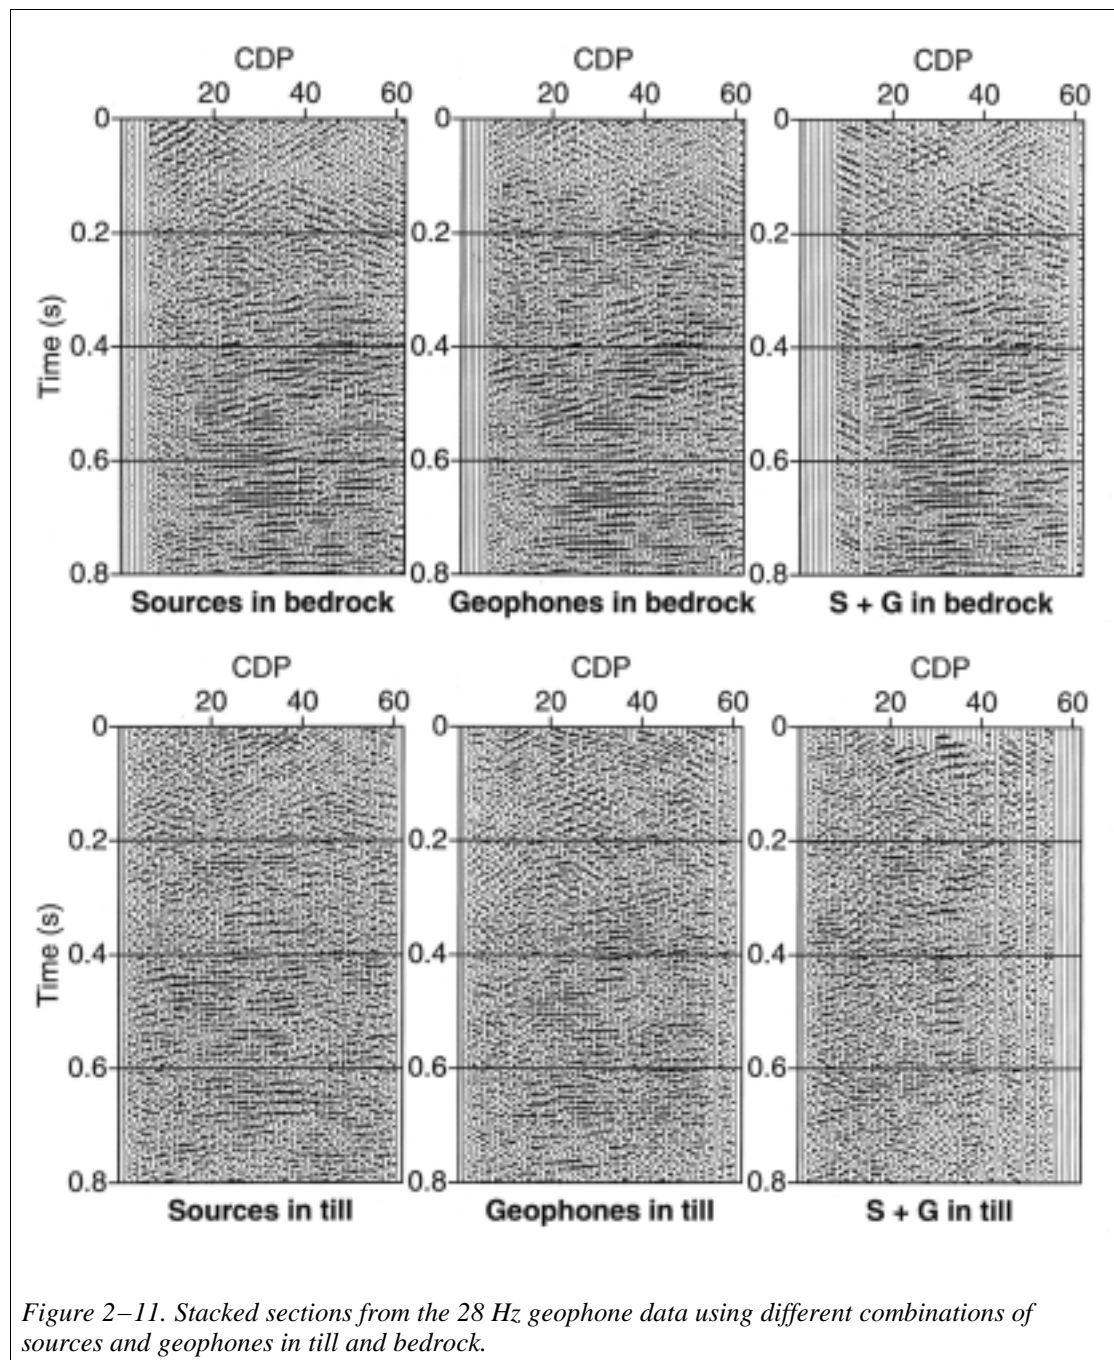 CDP CDP CDP
20 40 60 20 40 60 20 40 60
0 0 0
0.2 0.2 0.2
Time (s)
0.4 0.4 0.4
0.6 0.6 0.6
0.8 0.8 0.8
Sources in bedrock Geophones in bedrock S + G in bedrock
CDP CDP CDP
20 40 60 20 40 60 20 40 60
0 0 0
0.2 0.2 0.2
Time (s)
0.4 0.4 0.4
0.6 0.6 0.6
0.8 0.8 0.8
Sources in till Geophones in till S + G in till
Figure 2–11. Stacked sections from the 28 Hz geophone data using different combinations of
sources and geophones in till and bedrock.